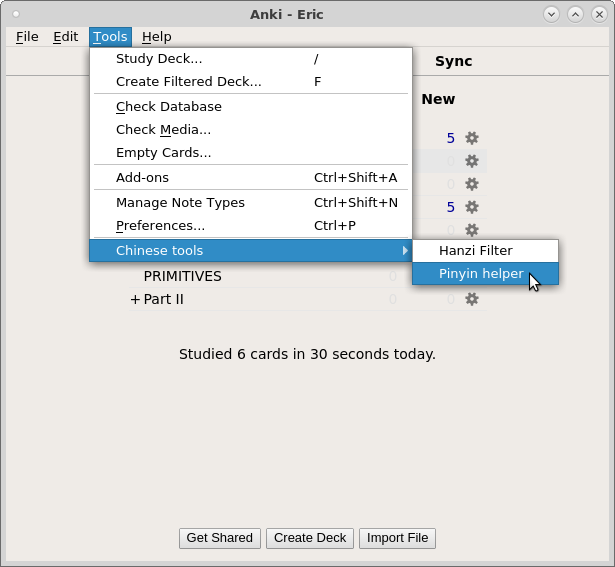 Anki - Eric
File Edit Tools Help
Study Deck... /
Create Filtered Deck... F
Check Database
Check Media...
Empty Cards...
Add-ons Ctrl+Shift+A
Manage Note Types Ctrl+Shift+N
Preferences... Ctrl+P
Chinese tools
Hanzi Filter
Pinyin helper
Sync
New
5
0
0
5
0
PRIMITIVES 0
+ Part II 0 0
Studied 6 cards in 30 seconds today.
Get Shared Create Deck Import File